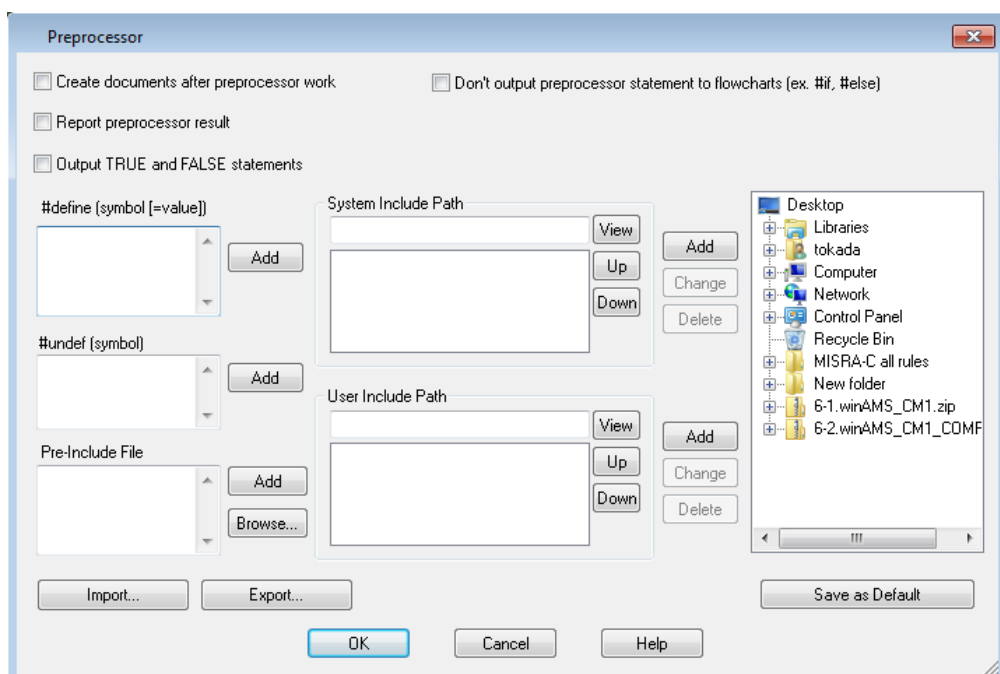 Preprocessor
Create documents after preprocessor work
Don't output preprocessor statement to flowcharts (ex. #if, #else)
Report preprocessor result
Output TRUE and FALSE statements
#define (symbol [=value])
Add
#undef (symbol)
Add
Pre-Include File
Add
Browse...
System Include Path
View
Up
Down
Add
Change
Delete
User Include Path
View
Up
Down
Add
Change
Delete
Desktop
Libraries
tokada
Computer
Network
Control Panel
Recycle Bin
MISRA-C all rules
New folder
6-1.winAMS_CM1.zip
6-2.winAMS_CM1_COMF
Import...
Export...
Save as Default
OK
Cancel
Help